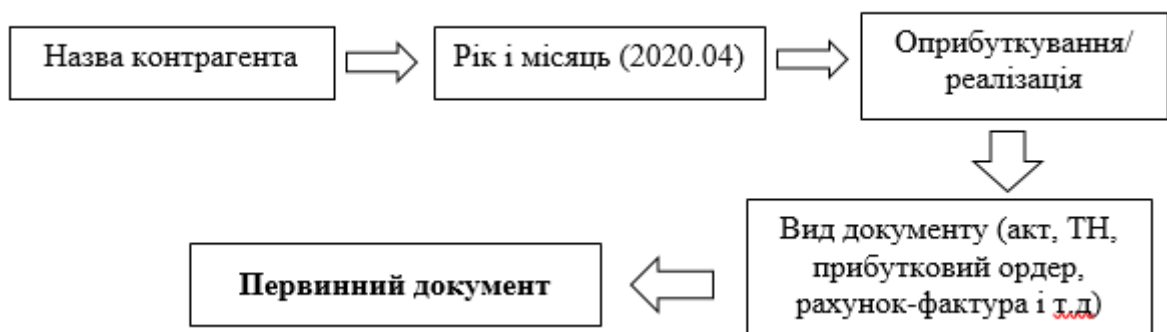 Назва контрагента
Рік і місяць (2020.04)
Оприбуткування/
реалізація
Вид документу (акт, ТН,
прибутковий ордер,
рахунок-фактура і т.д)
Первинний документ